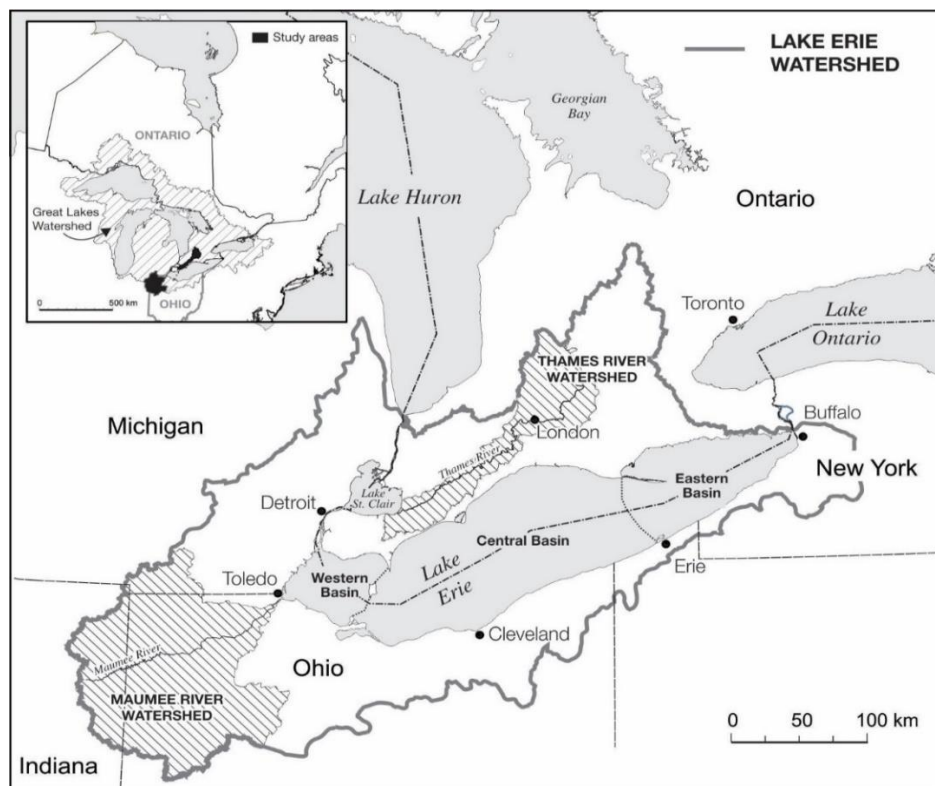 Study areas
ONTARIO
Great Lakes
Watershed
0 500 km
OHIO
LAKE ERIE
WATERSHED
Georgian
Bay
Lake Huron
Ontario
Toronto
Lake
Ontario
THAMES RIVER
WATERSHED
Michigan
London
Buffalo
Thames River
New York
Lake
St. Clair
Eastern
Basin
Detroit
Central Basin
Erie
Western
Basin
Lake
Erie
Toledo
Cleveland
Maumee River
Ohio
MAUMEE RIVER
WATERSHED
0 50 100 km
Indiana